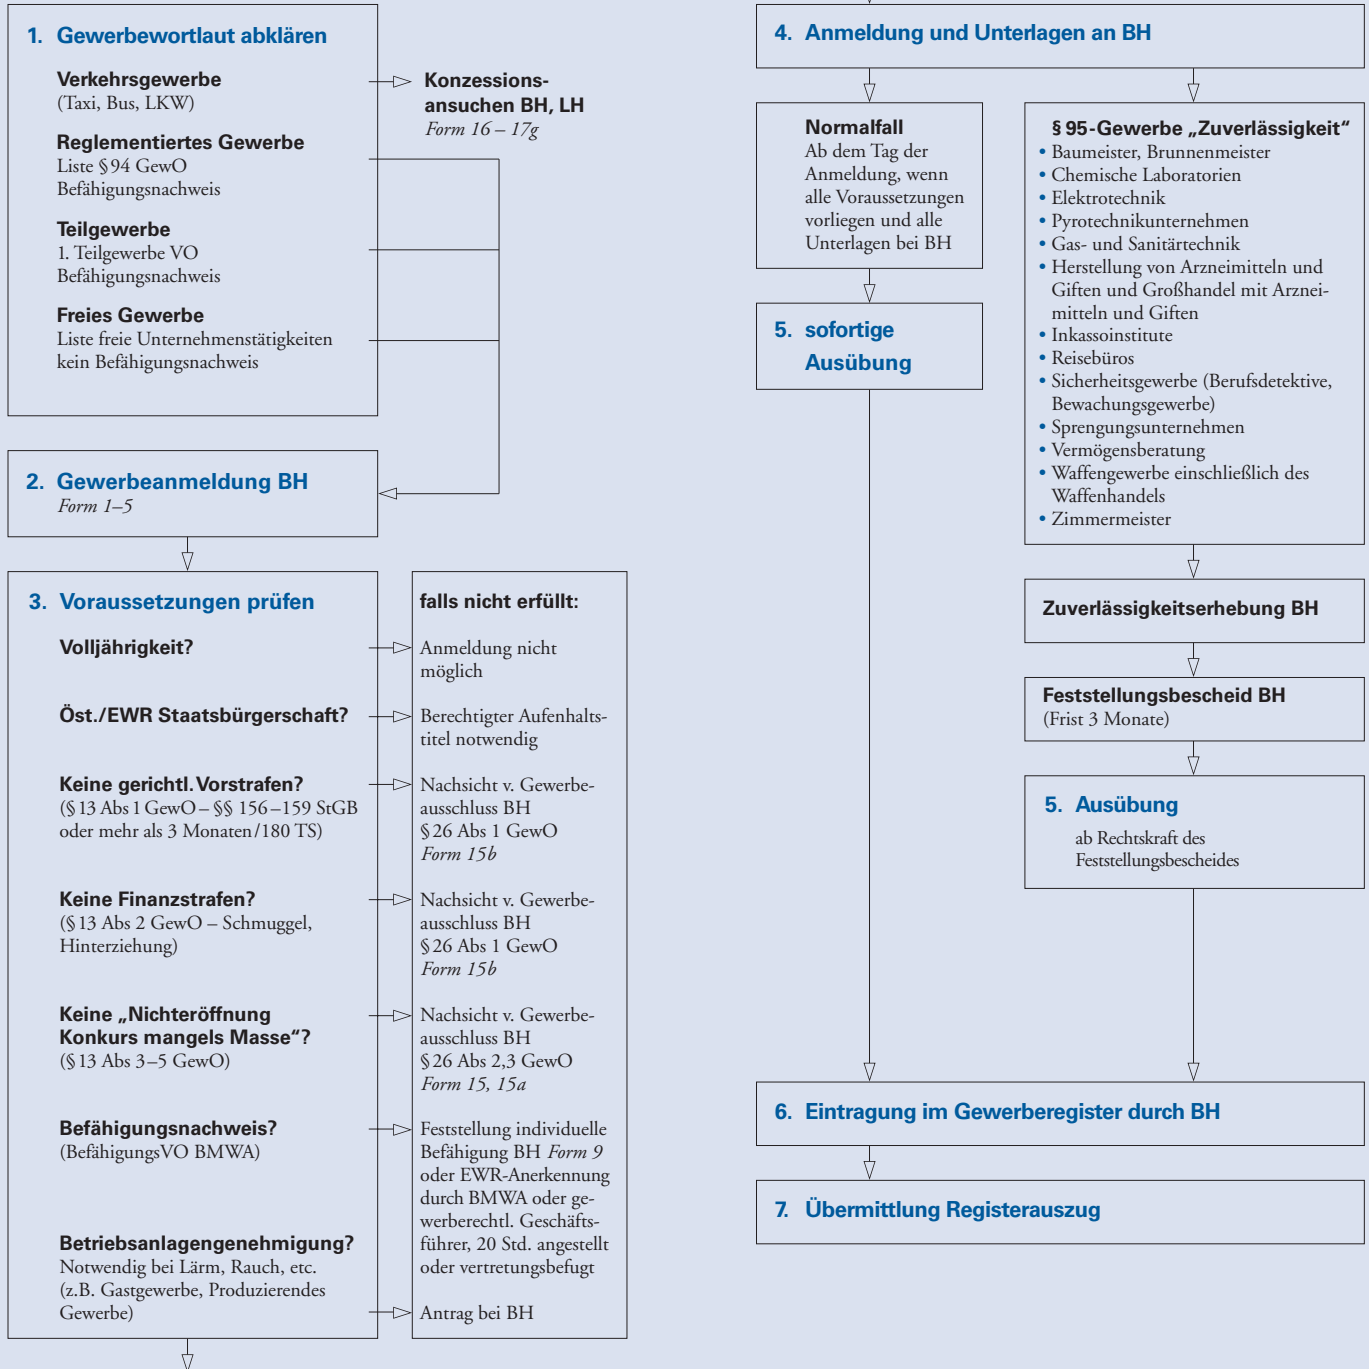 1. Gewerbewortlaut abklären
Verkehrsgewerbe
(Taxi, Bus, LKW)
Konzessions-
ansuchen BH, LH
Form 16 – 17g
Reglementiertes Gewerbe
Liste § 94 GewO
Befähigungsnachweis
Teilgewerbe
1. Teilgewerbe VO
Befähigungsnachweis
Freies Gewerbe
Liste freie Unternehmenstätigkeiten
kein Befähigungsnachweis
2. Gewerbeanmeldung BH
Form 1–5
3. Voraussetzungen prüfen
falls nicht erfüllt:
Volljährigkeit?
Anmeldung nicht
möglich
Öst./EWR Staatsbürgerschaft?
Berechtigter Aufenthalts-
titel notwendig
Keine gerichtl. Vorstrafen?
(§ 13 Abs 1 GewO – §§ 156–159 StGB
oder mehr als 3 Monaten/180 TS)
Nachsicht v. Gewerbe-
ausschuss BH
§ 26 Abs 1 GewO
Form 15b
Keine Finanzstrafen?
(§ 13 Abs 2 GewO – Schmuggel,
Hinterziehung)
Nachsicht v. Gewerbe-
ausschuss BH
§ 26 Abs 1 GewO
Form 15b
Keine „Nichteröffnung
Konkurs mangels Masse“?
(§ 13 Abs 3–5 GewO)
Nachsicht v. Gewerbe-
ausschuss BH
§ 26 Abs 2,3 GewO
Form 15, 15a
Befähigungsnachweis?
(BefähigungsVO BMWA)
Feststellung individuelle
Befähigung BH Form 9
oder EWR-Anerkennung
durch BMWA oder ge-
werberechtl. Geschäfts-
führer, 20 Std. angestellt
oder vertretungsbefugt
Betriebsanlagengenehmigung?
Notwendig bei Lärm, Rauch, etc.
(z.B. Gastgewerbe, Produzierendes
Gewerbe)
Antrag bei BH
4. Anmeldung und Unterlagen an BH
Normalfall
Ab dem Tag der
Anmeldung, wenn
alle Voraussetzungen
vorliegen und alle
Unterlagen bei BH
5. sofortige
Ausübung
§ 95-Gewerbe „Zuverlässigkeit“
• Baumeister, Brunnenmeister
• Chemische Laboratorien
• Elektrotechnik
• Pyrotechnikunternehmen
• Gas- und Sanitärtechnik
• Herstellung von Arzneimitteln und
Giften und Großhandel mit Arznei-
mitteln und Giften
• Inkassoinstitute
• Reisebüros
• Sicherheitsgewerbe (Berufsdetektive,
Bewachungsgewerbe)
• Sprengungsunternehmen
• Vermögensberatung
• Waffengewerbe einschließlich des
Waffenhandels
• Zimmermeister
Zuverlässigkeitserhebung BH
Feststellungsbescheid BH
(Frist 3 Monate)
5. Ausübung
ab Rechtskraft des
Feststellungsbescheides
6. Eintragung im Gewerberegister durch BH
7. Übermittlung Registerauszug